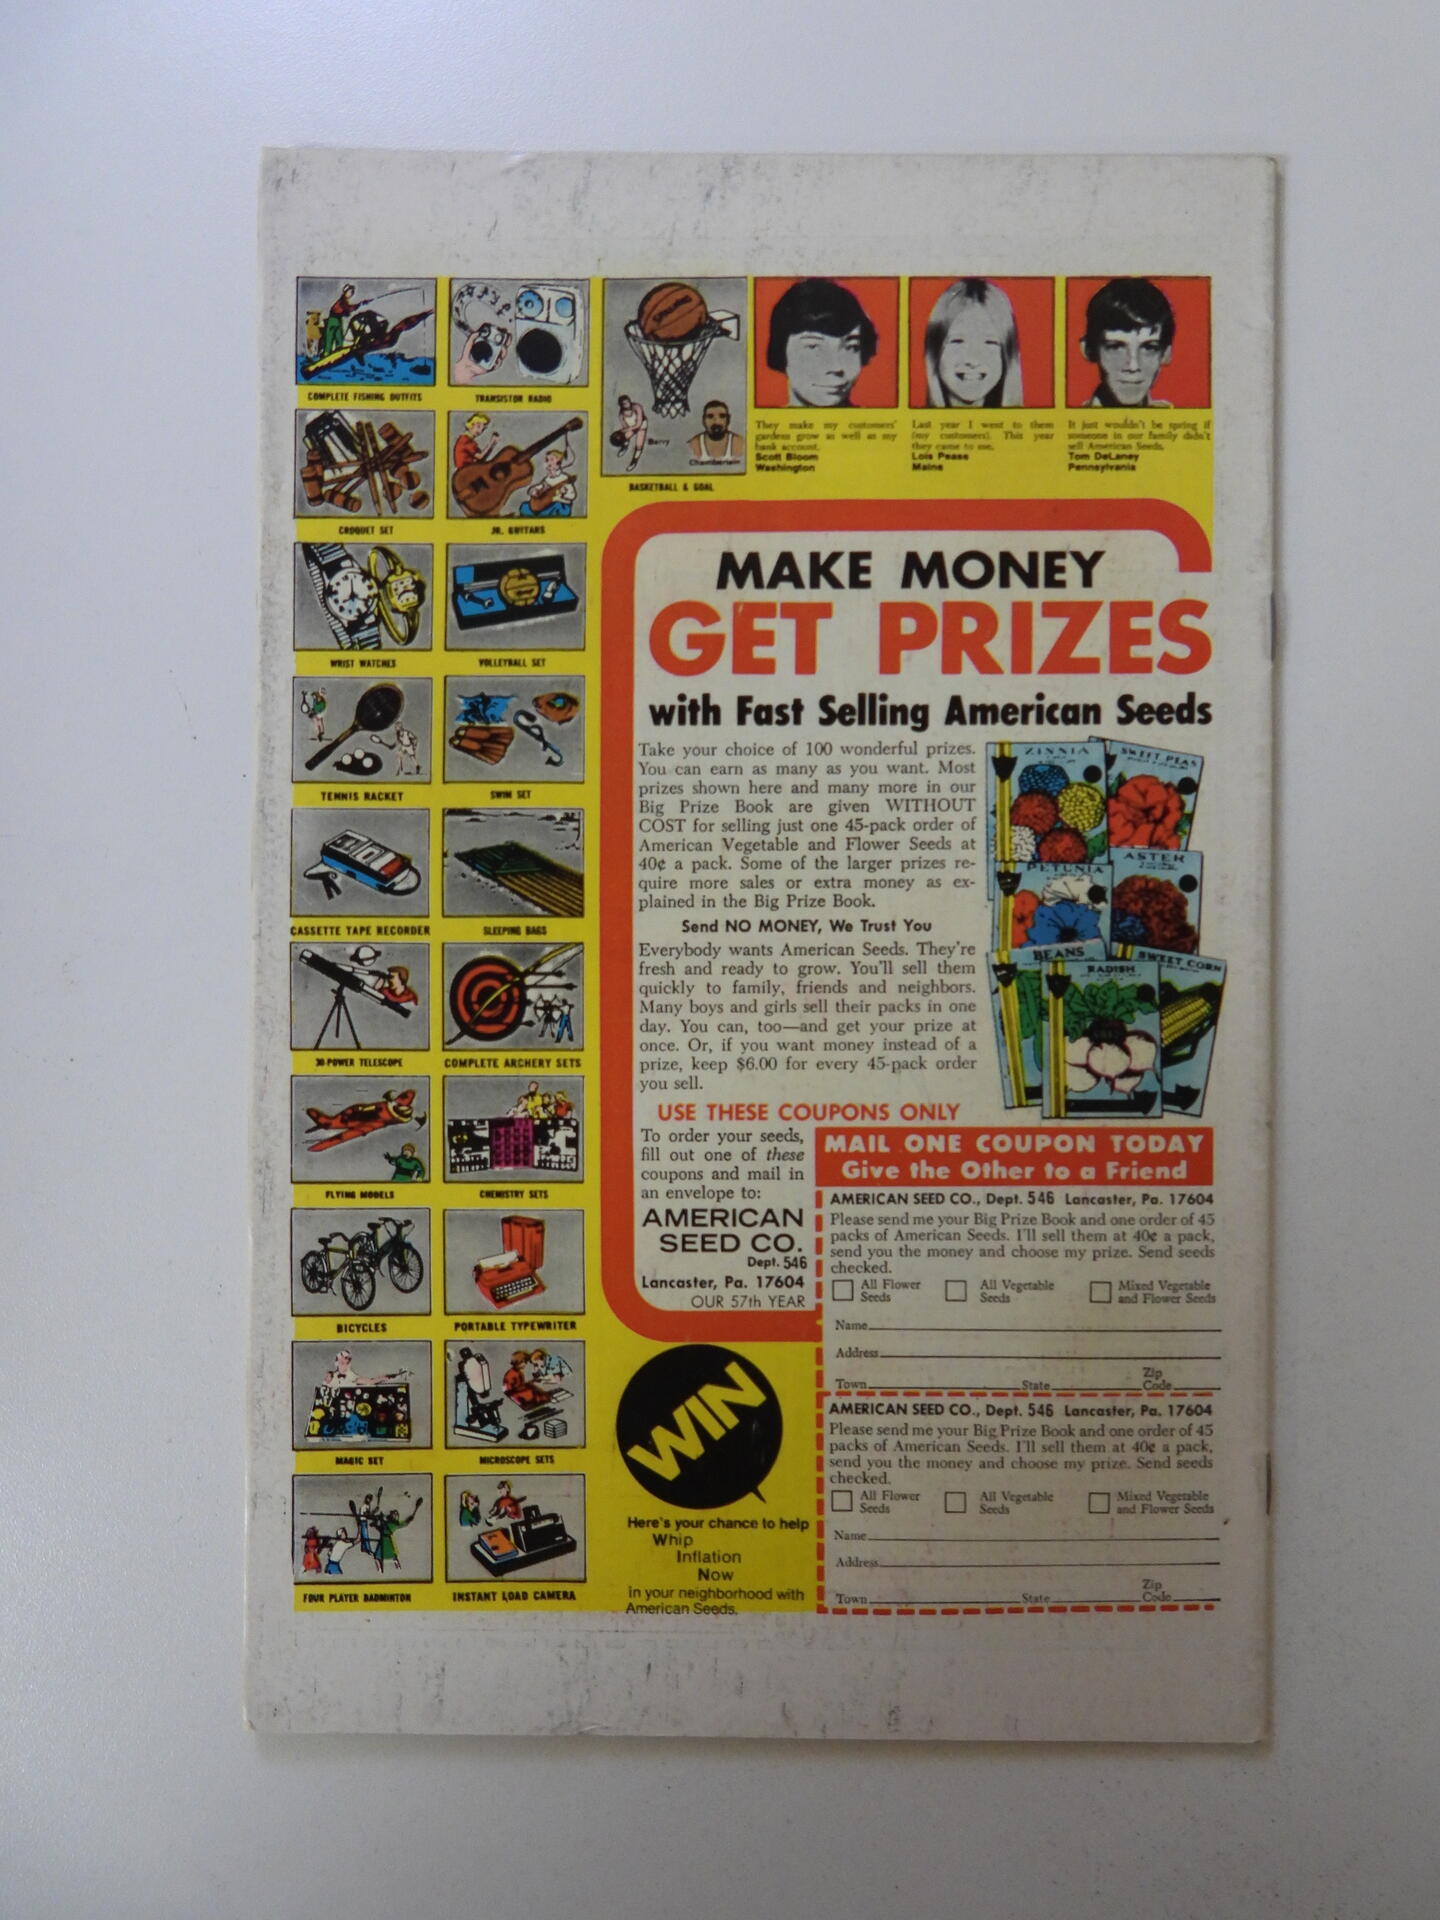 COMPLETE FISHING OUTFITS
TRANSISTOR RADIO
CROQUET SET
JR. GUITARS
WRIST WATCHES
VOLLEYBALL SET
TENNIS RACKET
SWIM SET
CASSETTE TAPE RECORDER
SLEEPING BAGS
30-POWER TELESCOPE
COMPLETE ARCHERY SETS
FLYING MODELS
CHEMISTRY SETS
BICYCLES
PORTABLE TYPEWRITER
MAGIC SET
MICROSCOPE SETS
FOUR PLAYER BADMINTON
INSTANT LOAD CAMERA
Barry
Chamberlain
BASKETBALL & GOAL
They make my customers'
gardens grow as well as my
bank account.
Scott Bloom
Washington
Last year I went to them
(my customers). This year
they came to me.
Lois Pease
Maine
It just wouldn't be spring if
someone in our family didn't
sell American Seeds.
Tom DeLaney
Pennsylvania
MAKE MONEY
GET PRIZES
with Fast Selling American Seeds
Take your choice of 100 wonderful prizes.
You can earn as many as you want. Most
prizes shown here and many more in our
Big Prize Book are given WITHOUT
COST for selling just one 45-pack order of
American Vegetable and Flower Seeds at
40¢ a pack. Some of the larger prizes re-
quire more sales or extra money as ex-
plained in the Big Prize Book.
Send NO MONEY, We Trust You
Everybody wants American Seeds. They're
fresh and ready to grow. You'll sell them
quickly to family, friends and neighbors.
Many boys and girls sell their packs in one
day. You can, too—and get your prize at
once. Or, if you want money instead of a
prize, keep $6.00 for every 45-pack order
you sell.
ZINNIA
SWEET PEAS
PETUNIA
ASTER
BEANS
RADISH
SWEET CORN
USE THESE COUPONS ONLY
To order your seeds,
fill out one of these
coupons and mail in
an envelope to:
AMERICAN
SEED CO.
Dept. 546
Lancaster, Pa. 17604
OUR 57th YEAR
MAIL ONE COUPON TODAY
Give the Other to a Friend
AMERICAN SEED CO., Dept. 546 Lancaster, Pa. 17604
Please send me your Big Prize Book and one order of 45
packs of American Seeds. I'll sell them at 40¢ a pack,
send you the money and choose my prize. Send seeds
checked.
All Flower Seeds
All Vegetable Seeds
Mixed Vegetable and Flower Seeds
Name
Address
Town State Zip Code
AMERICAN SEED CO., Dept. 546 Lancaster, Pa. 17604
Please send me your Big Prize Book and one order of 45
packs of American Seeds. I'll sell them at 40¢ a pack,
send you the money and choose my prize. Send seeds
checked.
All Flower Seeds
All Vegetable Seeds
Mixed Vegetable and Flower Seeds
Name
Address
Town State Zip Code
WIN
Here's your chance to help
Whip
Inflation
Now
in your neighborhood with
American Seeds.